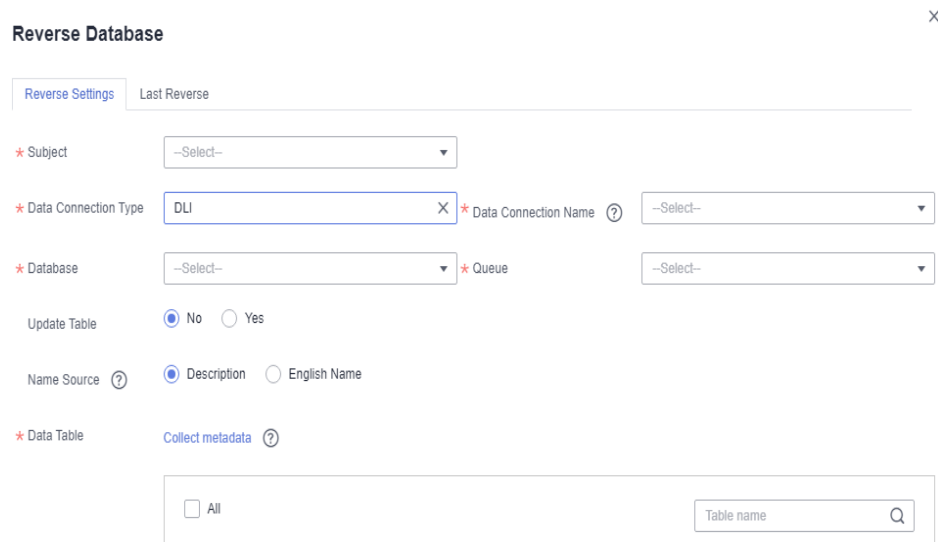 Reverse Database
Reverse Settings Last Reverse
* Subject --Select--
* Data Connection Type DLI * Data Connection Name ? --Select--
* Database --Select-- * Queue --Select--
Update Table No Yes
Name Source ? Description English Name
* Data Table Collect metadata ?
All Table name